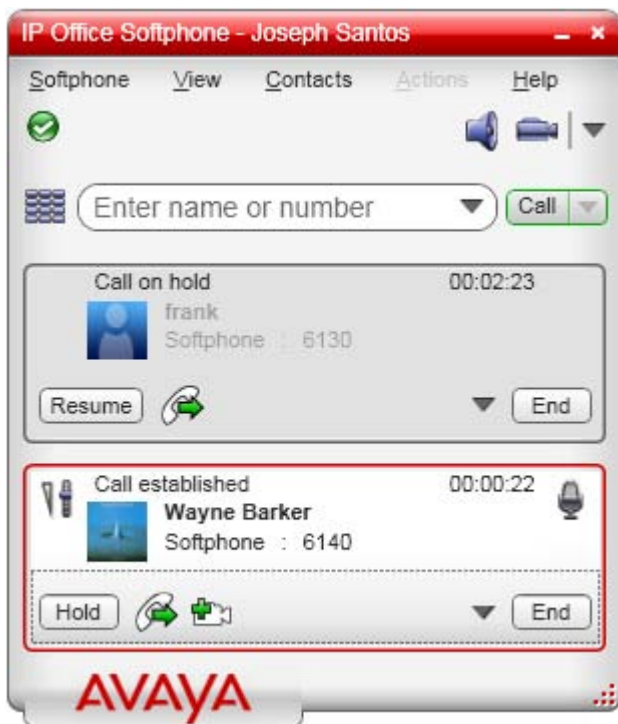 IP Office Softphone - Joseph Santos
Softphone View Contacts Actions Help
Enter name or number Call
Call on hold 00:02:23
frank
Softphone : 6130
Resume End
Call established 00:00:22
Wayne Barker
Softphone : 6140
Hold End
AVAYA